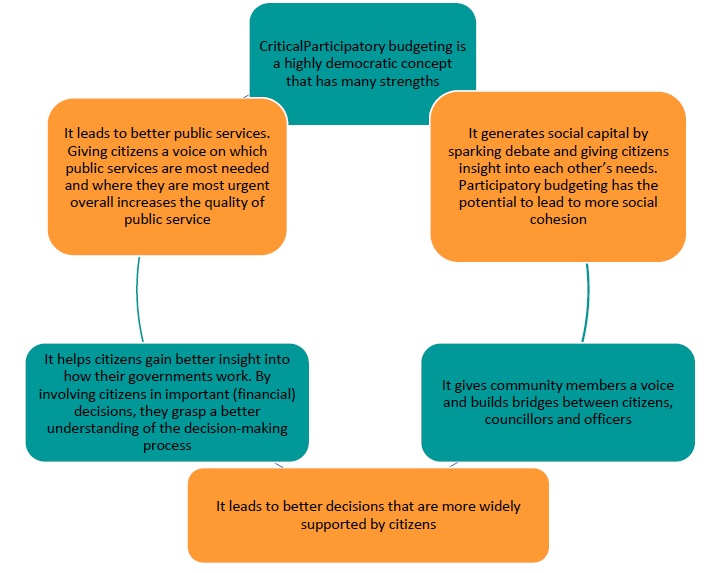 CriticalParticipatory budgeting is
a highly democratic concept
that has many strengths
It generates social capital by
sparking debate and giving citizens
insight into each other’s needs.
Participatory budgeting has the
potential to lead to more social
cohesion
It gives community members a voice
and builds bridges between citizens,
councillors and officers
It leads to better decisions that are more widely
supported by citizens
It helps citizens gain better insight into
how their governments work. By
involving citizens in important (financial)
decisions, they grasp a better
understanding of the decision-making
process
It leads to better public services.
Giving citizens a voice on which
public services are most needed
and where they are most urgent
overall increases the quality of
public service